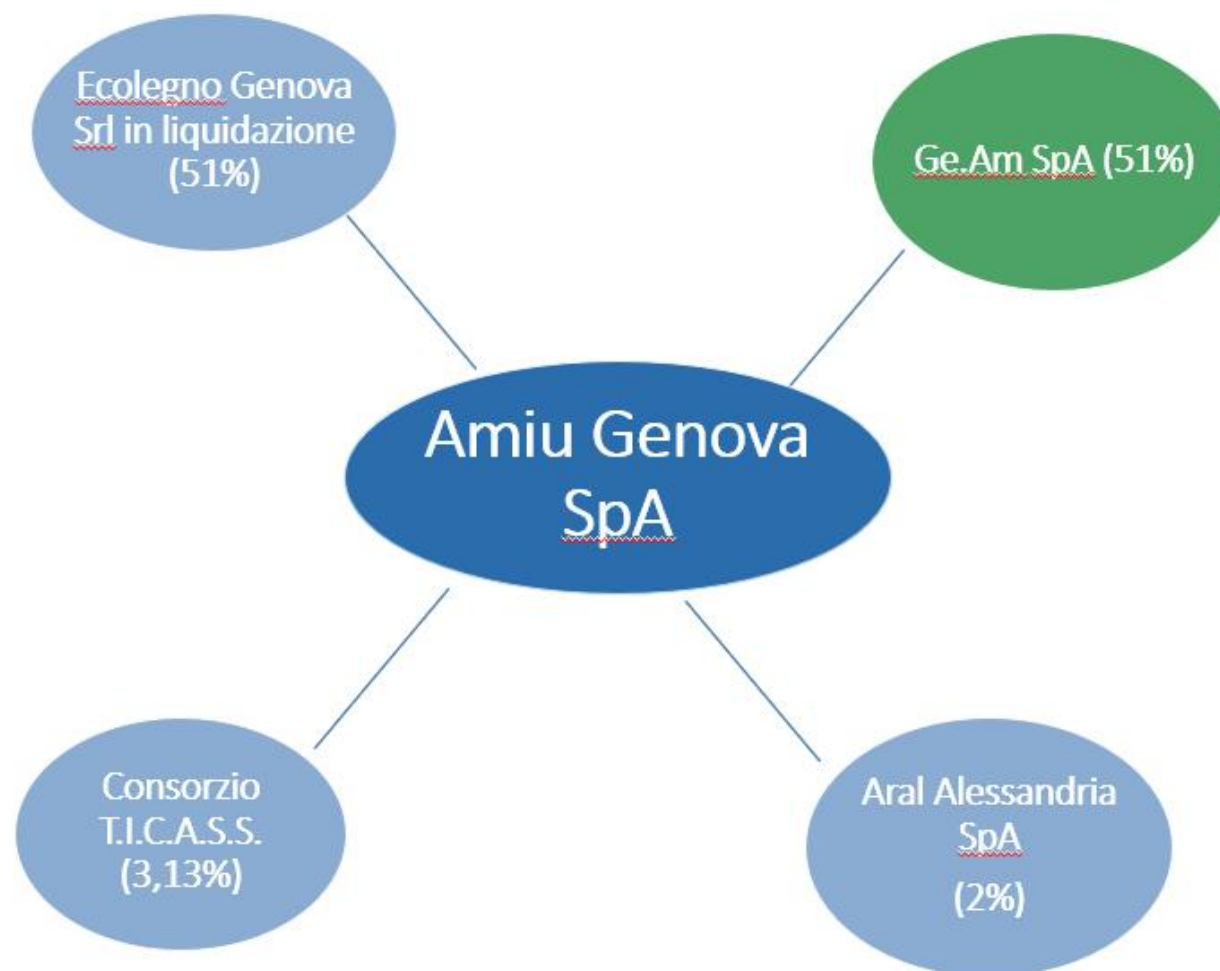 Ecolegno Genova
Srl in liquidazione
(51%)
Ge.Am SpA (51%)
Amiu Genova
SpA
Consorzio
T.I.C.A.S.S.
(3,13%)
Aral Alessandria
SpA
(2%)